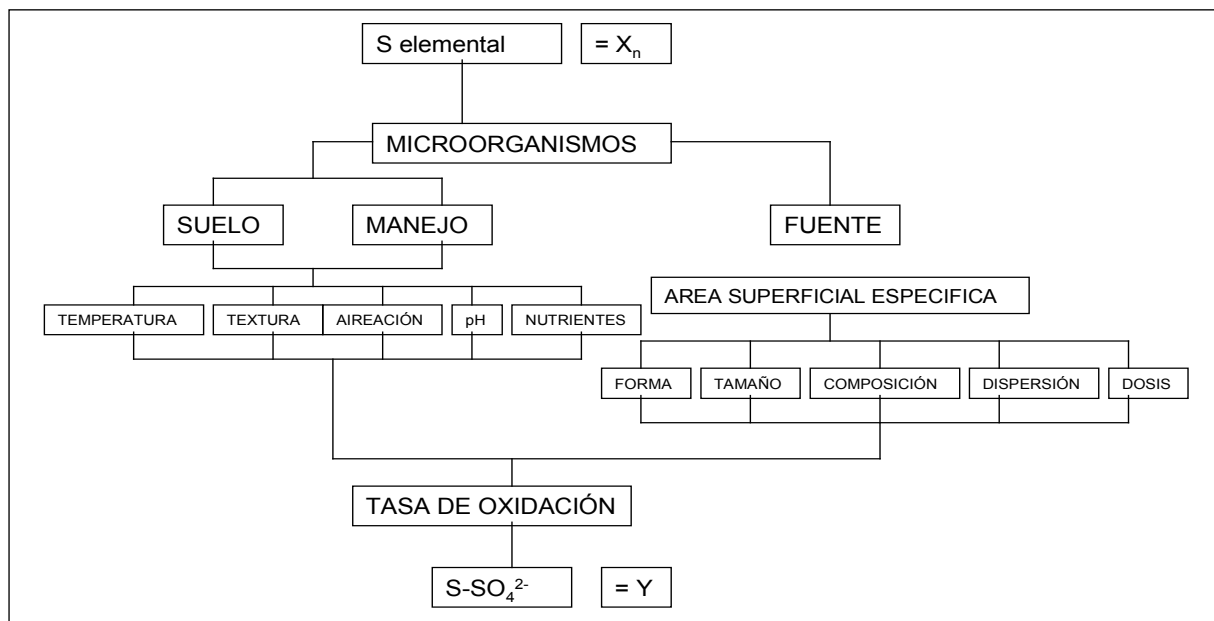 S elemental
= Xn
MICROORGANISMOS
SUELO
MANEJO
FUENTE
AREA SUPERFICIAL ESPECIFICA
TEMPERATURA
TEXTURA
AIREACIÓN
pH
NUTRIENTES
FORMA
TAMAÑO
COMPOSICIÓN
DISPERSIÓN
DOSIS
TASA DE OXIDACIÓN
S-SO₄²⁻
= Y